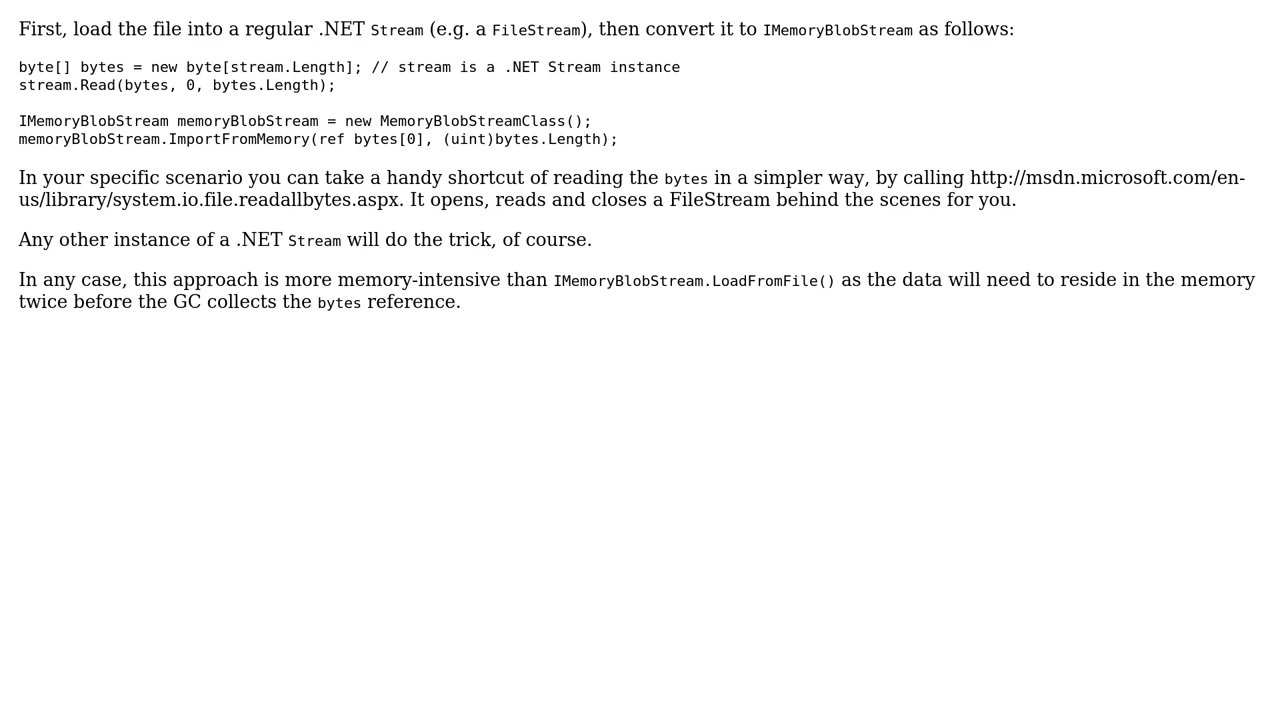 First, load the file into a regular .NET Stream (e.g. a FileStream), then convert it to IMemoryBlobStream as follows:
byte[] bytes = new byte[stream.Length]; // stream is a .NET Stream instance
stream.Read(bytes, 0, bytes.Length);
IMemoryBlobStream memoryBlobStream = new MemoryBlobStreamClass();
memoryBlobStream.ImportFromMemory(ref bytes[0], (uint)bytes.Length);
In your specific scenario you can take a handy shortcut of reading the bytes in a simpler way, by calling http://msdn.microsoft.com/en-
us/library/system.io.file.readallbytes.aspx. It opens, reads and closes a FileStream behind the scenes for you.
Any other instance of a .NET Stream will do the trick, of course.
In any case, this approach is more memory-intensive than IMemoryBlobStream.LoadFromFile() as the data will need to reside in the memory
twice before the GC collects the bytes reference.